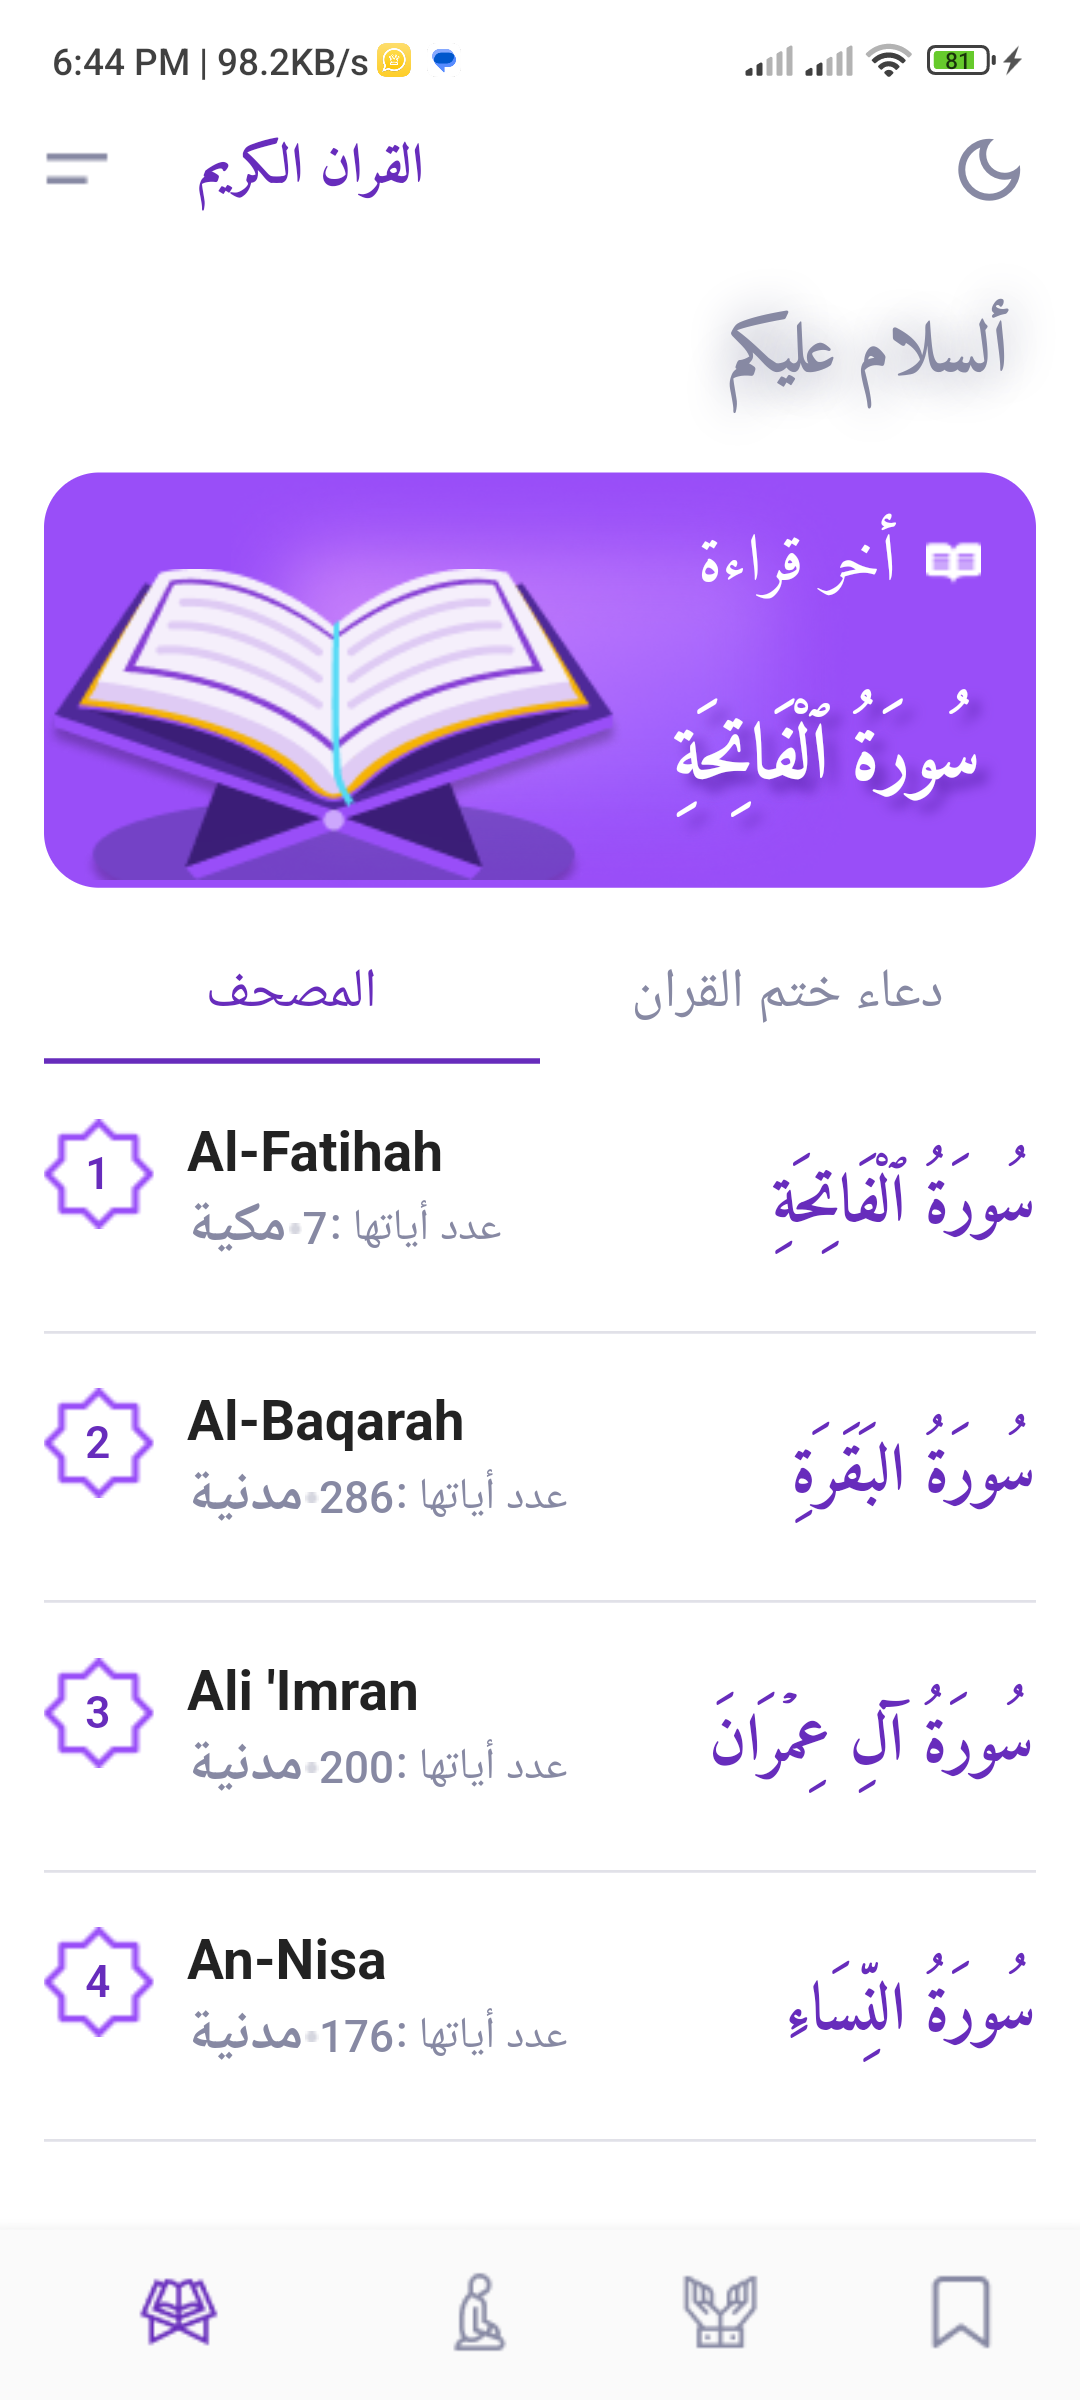 6:44 PM | 98.2KB/s
81
القران الكريم
ألسلام عليكم
أخر قراءة
سُورَةُ ٱلْفَاتِحَةِ
المصحف
دعاء ختم القران
1
Al-Fatihah
سُورَةُ ٱلْفَاتِحَةِ
مكية•7: عدد أياتها
2
Al-Baqarah
سُورَةُ البَقَرَةِ
مدنية•286: عدد أياتها
3
Ali 'Imran
سُورَةُ آلِ عِمۡرَانَ
مدنية•200: عدد أياتها
4
An-Nisa
سُورَةُ النِّسَاءِ
مدنية•176: عدد أياتها